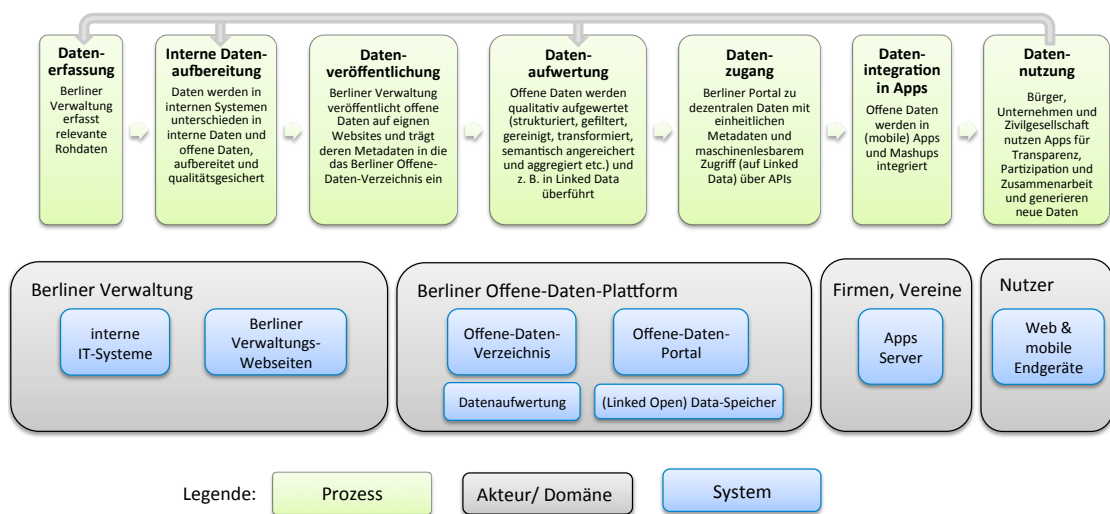 Daten-
erfassung
Berliner
Verwaltung
erfasst
relevante
Rohdaten
Interne Daten-
aufbereitung
Daten werden in
internen Systemen
unterschieden in
interne Daten und
offene Daten,
aufbereitet und
qualitätsgesichert
Daten-
veröffentlichung
Berliner Verwaltung
veröffentlicht offene
Daten auf eignen
Websites und trägt
deren Metadaten in die
das Berliner Offene-
Daten-Verzeichnis ein
Daten-
aufwertung
Offene Daten werden
qualitativ aufgewertet
(strukturiert, gefiltert,
gereinigt, transformiert,
semantisch angereichert
und aggregiert etc.) und
z. B. in Linked Data
überführt
Daten-
zugang
Berliner Portal zu
dezentralen Daten mit
einheitlichen
Metadaten und
maschinenlesbarem
Zugriff (auf Linked
Data) über APIs
Daten-
integration
in Apps
Offene Daten
werden in
(mobile) Apps
und Mashups
integriert
Daten-
nutzung
Bürger,
Unternehmen und
Zivilgesellschaft
nutzen Apps für
Transparenz,
Partizipation und
Zusammenarbeit
und generieren
neue Daten
Berliner Verwaltung
interne
IT-Systeme
Berliner
Verwaltungs-
Webseiten
Berliner Offene-Daten-Plattform
Offene-Daten-
Verzeichnis
Offene-Daten-
Portal
Datenaufwertung
(Linked Open) Data-Speicher
Firmen, Vereine
Apps
Server
Nutzer
Web &
mobile
Endgeräte
Legende:
Prozess
Akteur/ Domäne
System